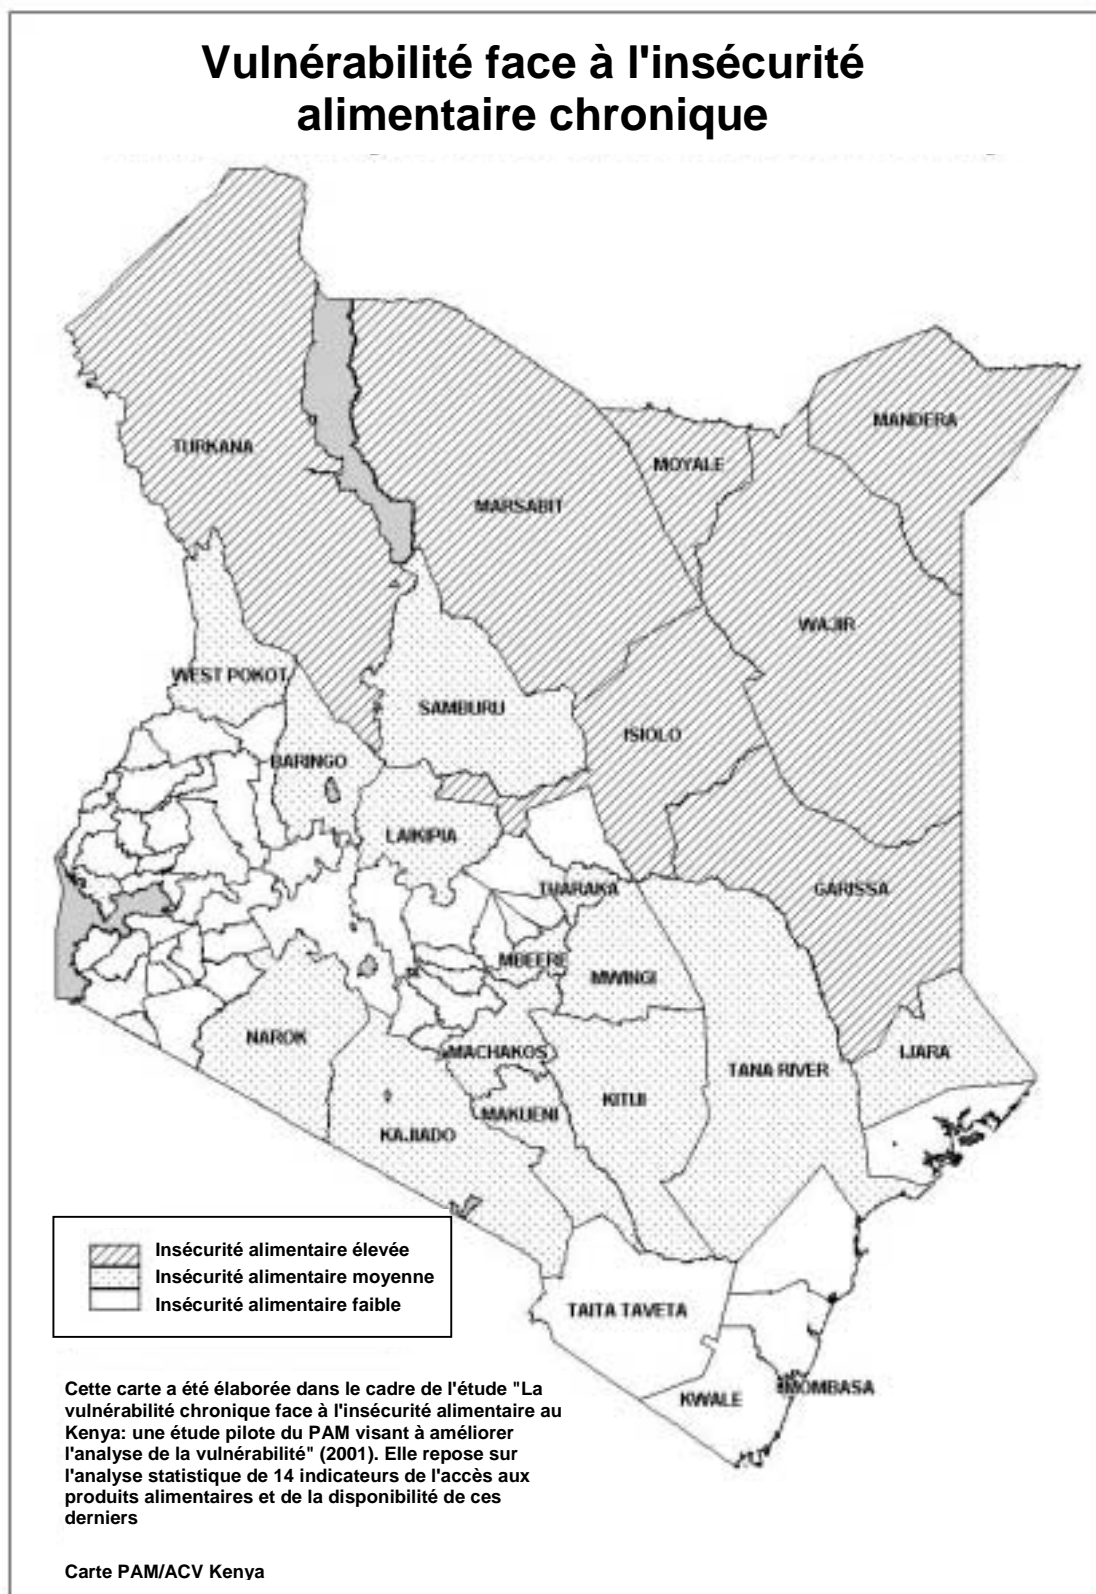 Vulnérabilité face à l'insécurité
alimentaire chronique
TURKANA
MARSABIT
MOYALE
MANDERA
WAJIR
WEST POKOT
SAMBURU
ISIOLO
BARINGO
LAIKIPIA
THARAKA
GARISSA
MBEERE
MWINGI
NAROK
MACHAKOS
IJARA
TANA RIVER
KITUI
MAKUENI
KAJIADO
TAITA TAVETA
KWALE
MOMBASA
Insécurité alimentaire élevée
Insécurité alimentaire moyenne
Insécurité alimentaire faible
Cette carte a été élaborée dans le cadre de l'étude "La
vulnérabilité chronique face à l'insécurité alimentaire au
Kenya: une étude pilote du PAM visant à améliorer
l'analyse de la vulnérabilité" (2001). Elle repose sur
l'analyse statistique de 14 indicateurs de l'accès aux
produits alimentaires et de la disponibilité de ces
derniers
Carte PAM/ACV Kenya